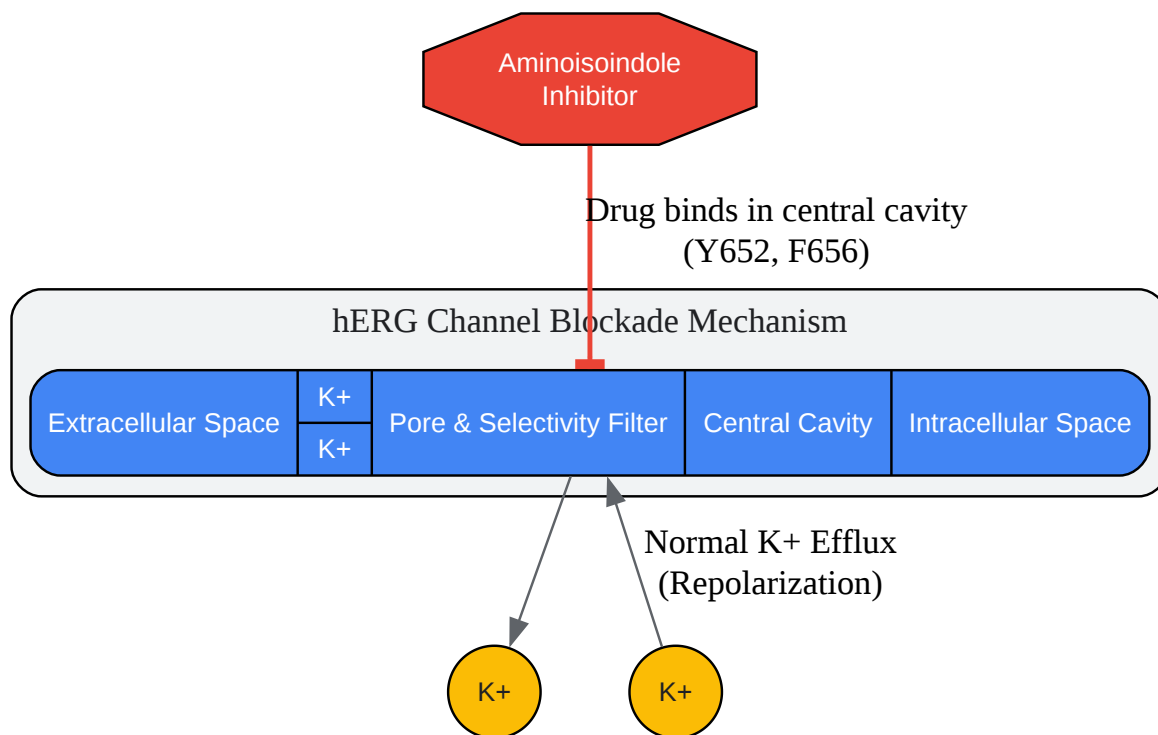 Aminoisoindole
Inhibitor
Drug binds in central cavity
(Y652, F656)
hERG Channel Blockade Mechanism
Extracellular Space
K+
K+
Pore & Selectivity Filter
Central Cavity
Intracellular Space
Normal K+ Efflux
(Repolarization)
K+
K+